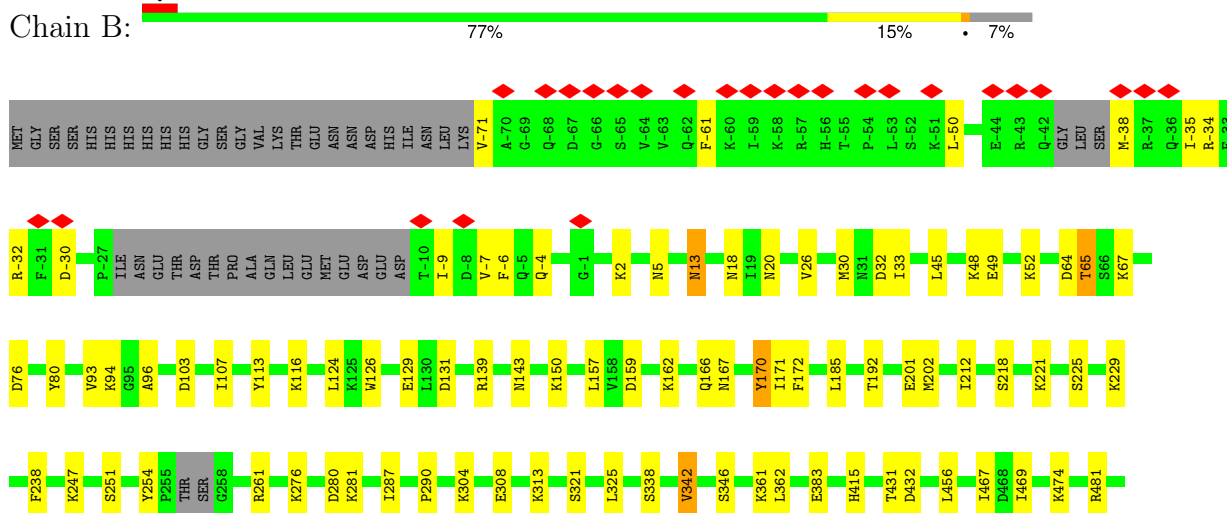 Chain B:
77% 15% • 7%
MET GLY SER SER HIS HIS HIS HIS HIS HIS GLY SER GLY VAL LYS THR GLU ASN ASN ASP HIS ILE ASN LEU LYS V-71 A-70 G-69 Q-68 D-67 G-66 S-65 V-64 V-63 Q-62 F-61 K-60 I-59 K-58 R-57 H-56 T-55 P-54 L-53 S-52 K-51 L-50 E-44 R-43 Q-42 GLY LEU SER M-38 R-37 Q-36 I-35 R-34 E-33
R-32 F-31 D-30 P-27 ILE ASN GLU THR ASP THR PRO ALA GLN LEU GLU MET GLU ASP GLU ASP T-10 I-9 D-8 V-7 F-6 Q-5 Q-4 G-1 K2 N5 N13 N18 I19 N20 V26 M30 N31 D32 I33 L45 K48 E49 K52 D64 T65 S66 K67
D76 Y80 V93 K94 G95 A96 D103 I107 Y113 K116 L124 K125 W126 E129 L130 D131 R139 N143 K150 L157 V158 D159 K162 Q166 N167 Y170 I171 F172 L185 T192 E201 M202 I212 S218 K221 S225 K229
F238 K247 S251 Y254 P255 THR SER G258 R261 K276 D280 K281 I287 P290 K304 E308 K313 S321 L325 S338 V342 S346 K361 L362 E383 H415 T431 D432 L456 I467 D468 I469 K474 R481